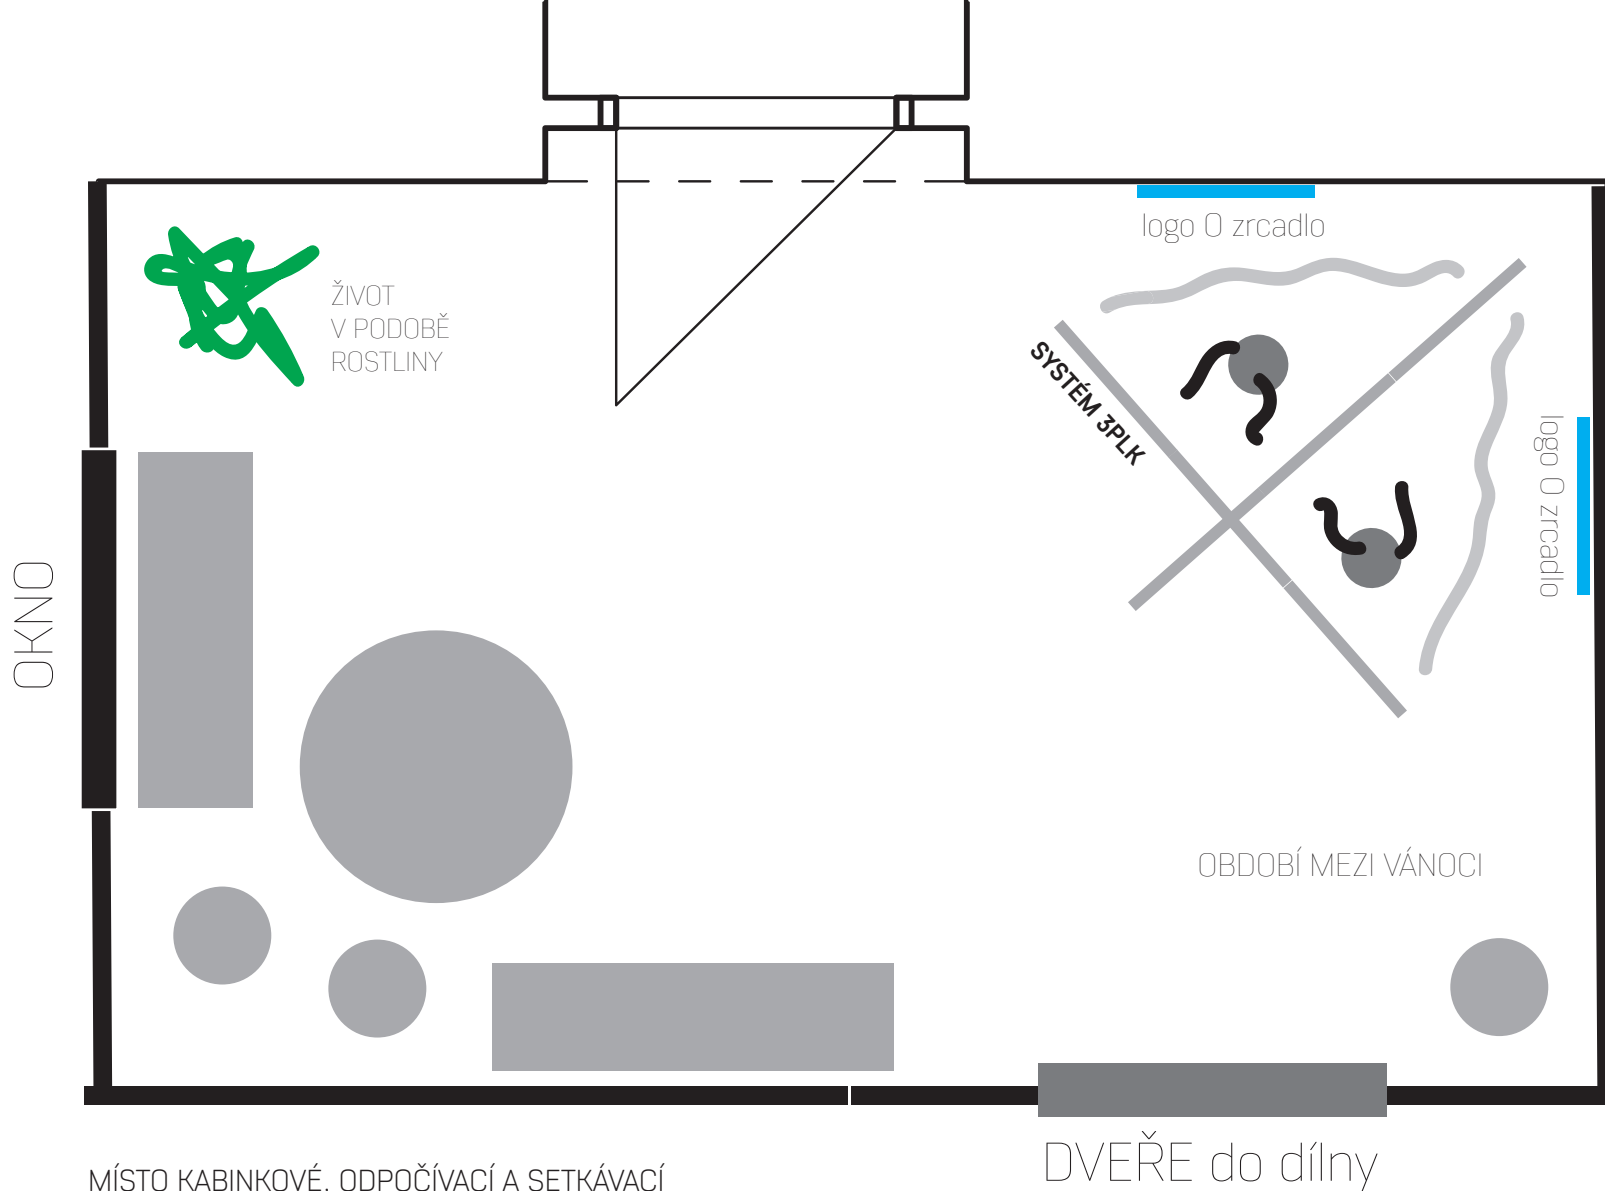 logo O zrcadlo
ŽIVOT
V PODOBĚ
ROSTLINY
SYSTÉM 3PLK
logo O zrcadlo
OKNO
OBDOBÍ MEZI VÁNOCI
DVEŘE do dílny
MÍSTO KABINKOVÉ, ODPOČÍVACÍ A SETKÁVACÍ